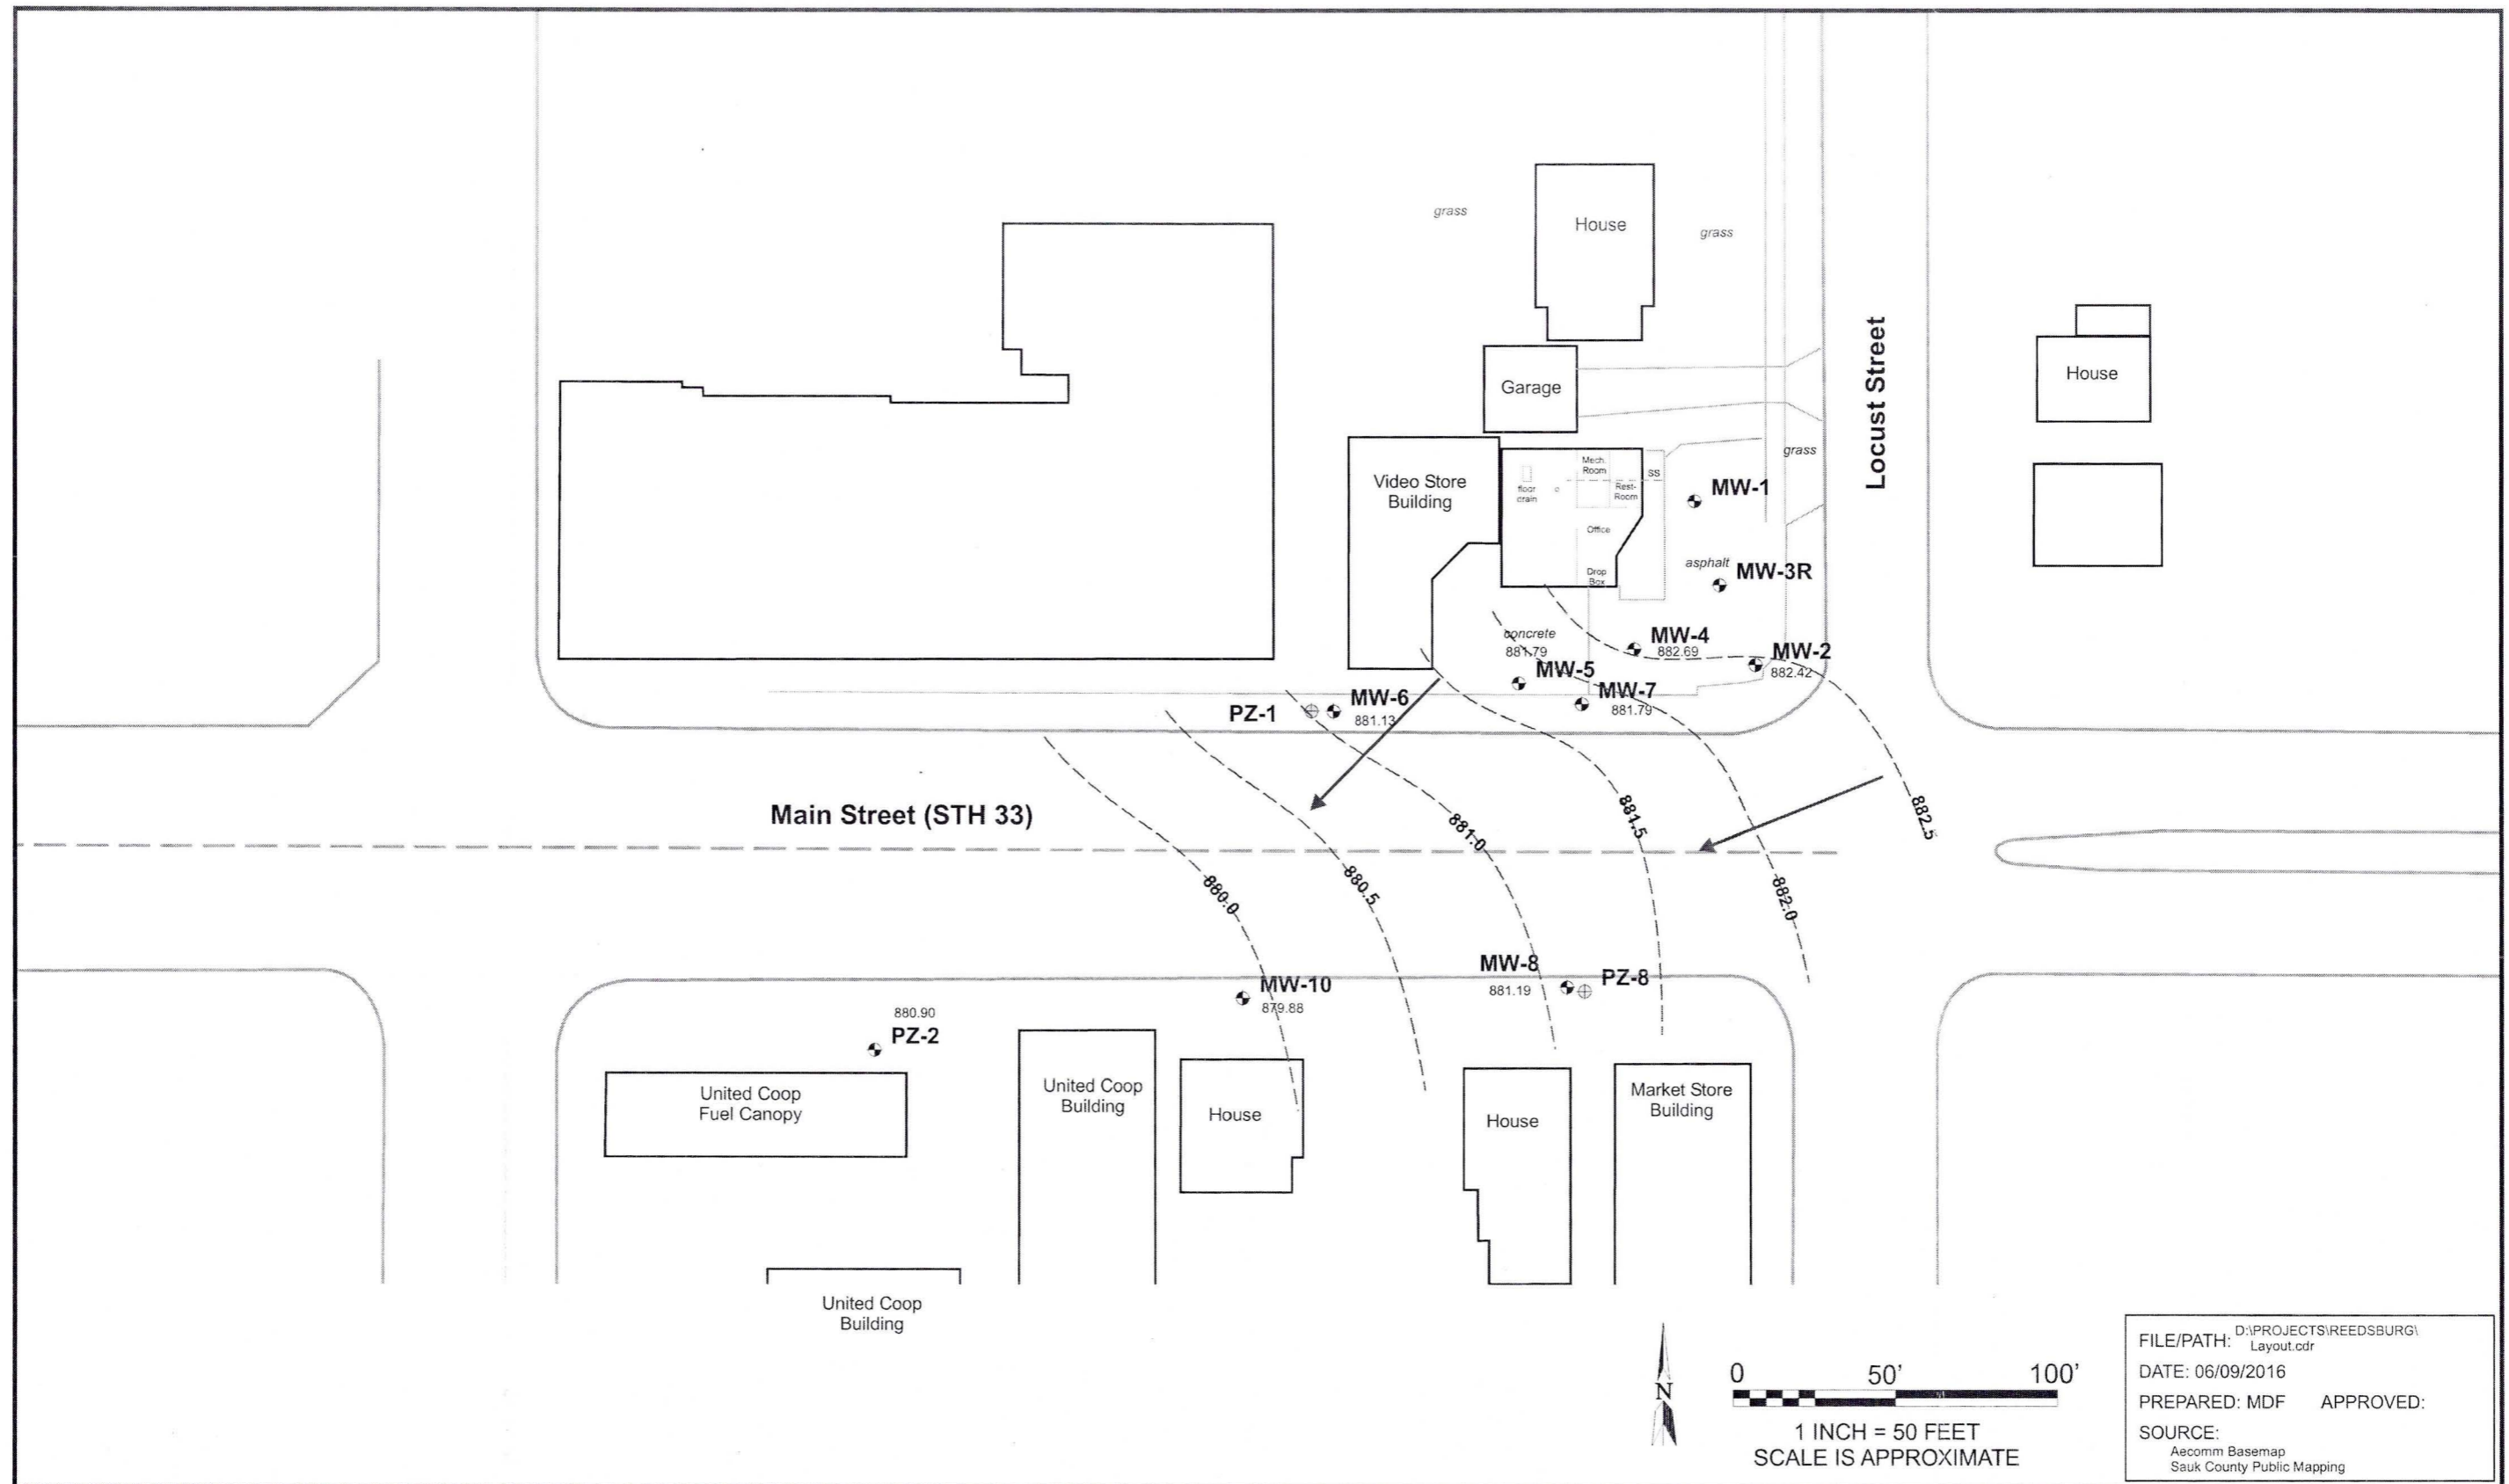 grass
House
grass
Locust Street
House
Garage
grass
Video Store
Building
Mech.
Room
SS
floor
drain
Rest-
Room
Office
MW-1
asphalt
MW-3R
Drop
Box
concrete
881.79
MW-4
882.69
MW-2
882.42
MW-5
MW-7
881.79
PZ-1
MW-6
881.13
Main Street (STH 33)
882.5
881.5
881.0
882.0
880.5
880.0
MW-8
881.19
PZ-8
MW-10
879.88
880.90
PZ-2
United Coop
Fuel Canopy
United Coop
Building
House
House
Market Store
Building
United Coop
Building
N
0 50' 100'
1 INCH = 50 FEET
SCALE IS APPROXIMATE
FILE/PATH: D:\PROJECTS\REEDSBURG\
Layout.cdr
DATE: 06/09/2016
PREPARED: MDF APPROVED:
SOURCE:
Aecomm Basemap
Sauk County Public Mapping